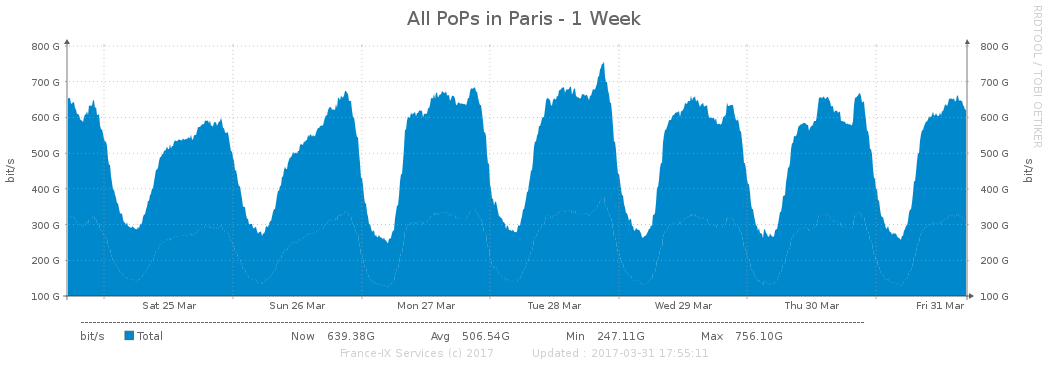 All PoPs in Paris - 1 Week
RRDTOOL / TOBI OETIKER
800 G 800 G
700 G 700 G
600 G 600 G
500 G 500 G
400 G 400 G
300 G 300 G
200 G 200 G
100 G 100 G
bit/s bit/s
Sat 25 Mar Sun 26 Mar Mon 27 Mar Tue 28 Mar Wed 29 Mar Thu 30 Mar Fri 31 Mar
bit/s Total Now 639.38G Avg 506.54G Min 247.11G Max 756.10G
France-IX Services (c) 2017 Updated : 2017-03-31 17:55:11